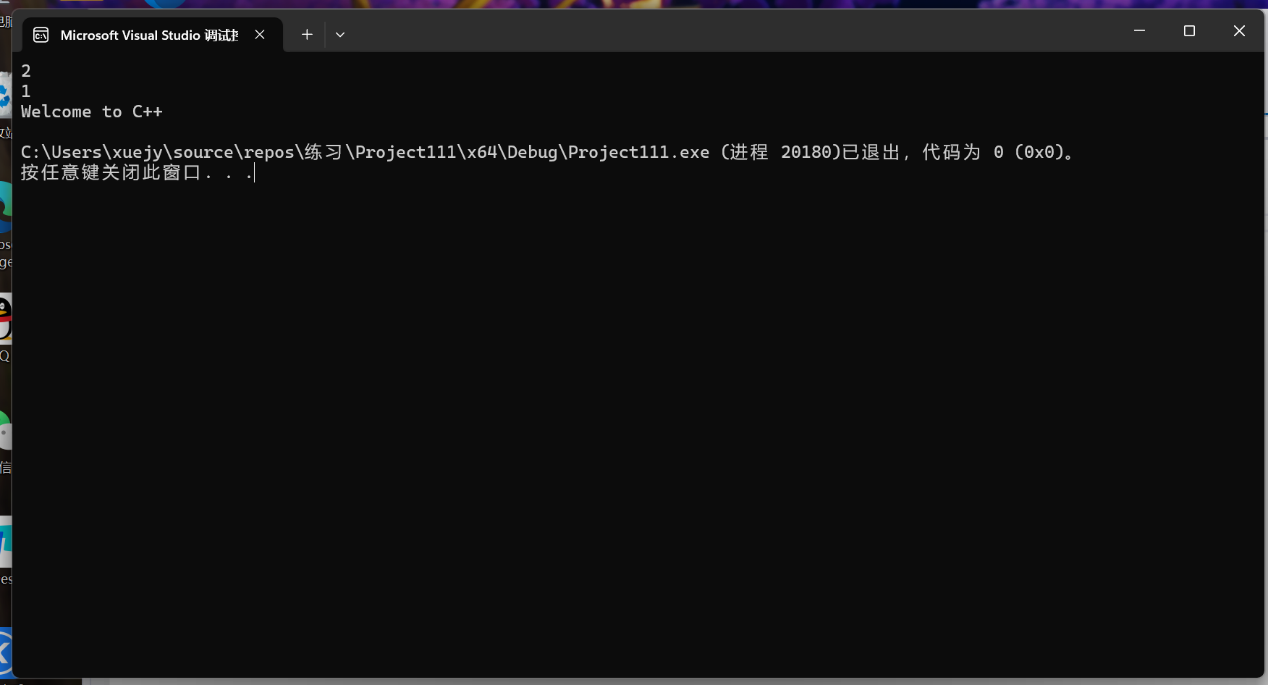 Microsoft Visual Studio 调试
2
1
Welcome to C++
C:\Users\xuejy\source\repos\练习\Project111\x64\Debug\Project111.exe (进程 20180)已退出，代码为 0 (0x0)。
按任意键关闭此窗口. . .